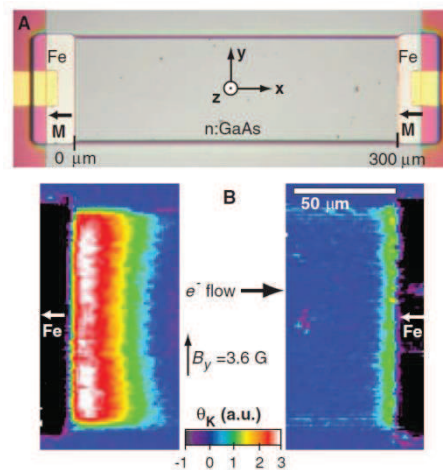 A
Fe
y
Fe
z
x
M
n:GaAs
M
0 μm
300 μm
B
50 μm
e⁻ flow
Fe
Fe
B_y =3.6 G
θ_K (a.u.)
-1 0 1 2 3